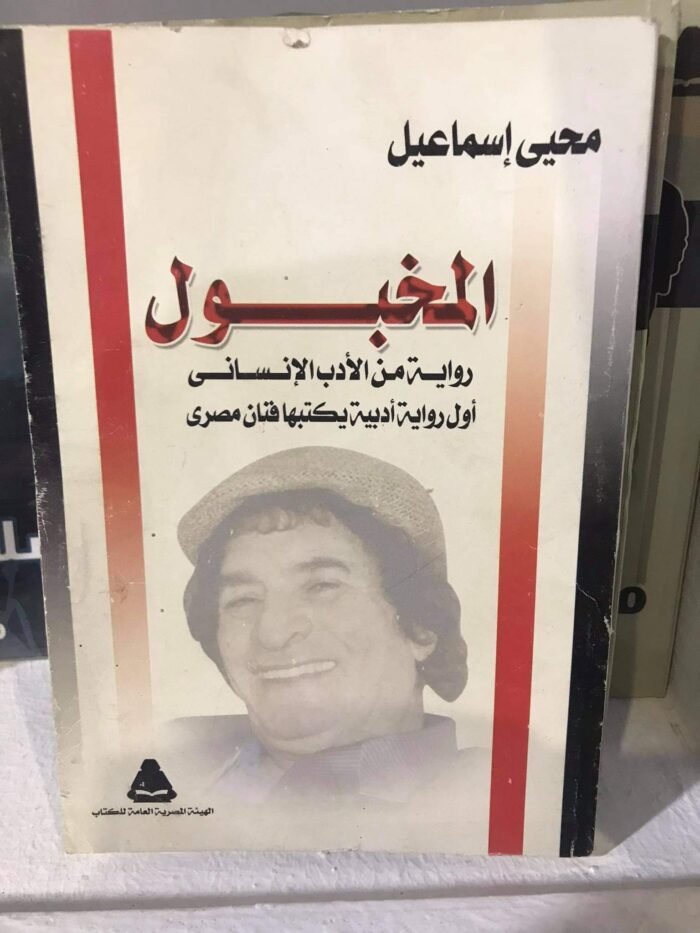 محيى إسماعيل
المخبول
رواية من الأدب الإنسانى
أول رواية أدبية يكتبها فنان مصرى
الهيئة المصرية العامة للكتاب